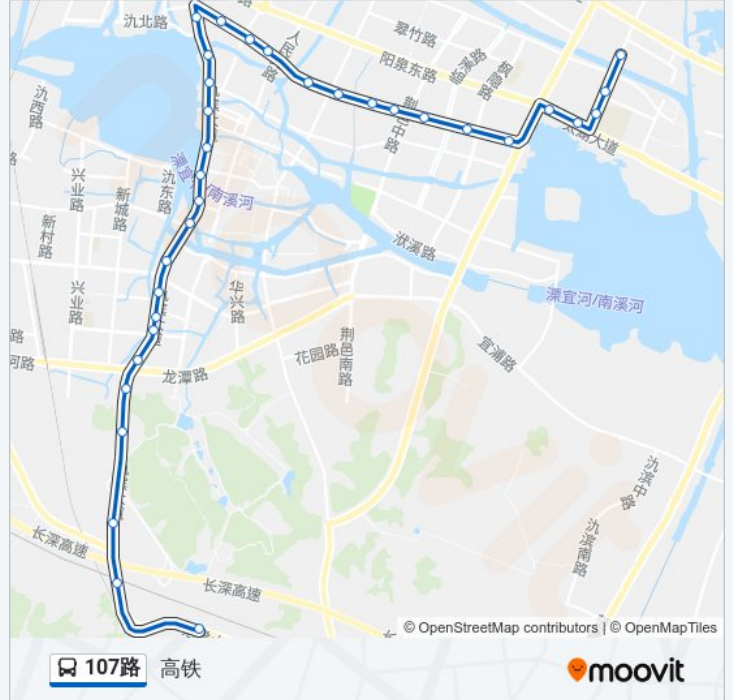 氿北路
翠竹路
人民
路
阳泉东路
临溪路
枫隐
路
氿
西
路
荆邑中路
太湖大道
溧宜河/南溪河
兴
业
路
氿
东
路
新
城
路
新
村
路
洑溪路
溧宜河/南溪河
兴
业
路
华
兴
路
荆
邑
南
路
花园路
宜浦路
路
河路
龙潭路
氿滨中
路
氿
滨
南
路
长深高速
长深高速
© OpenStreetMap contributors | © OpenMapTiles
107路 高铁
moovit